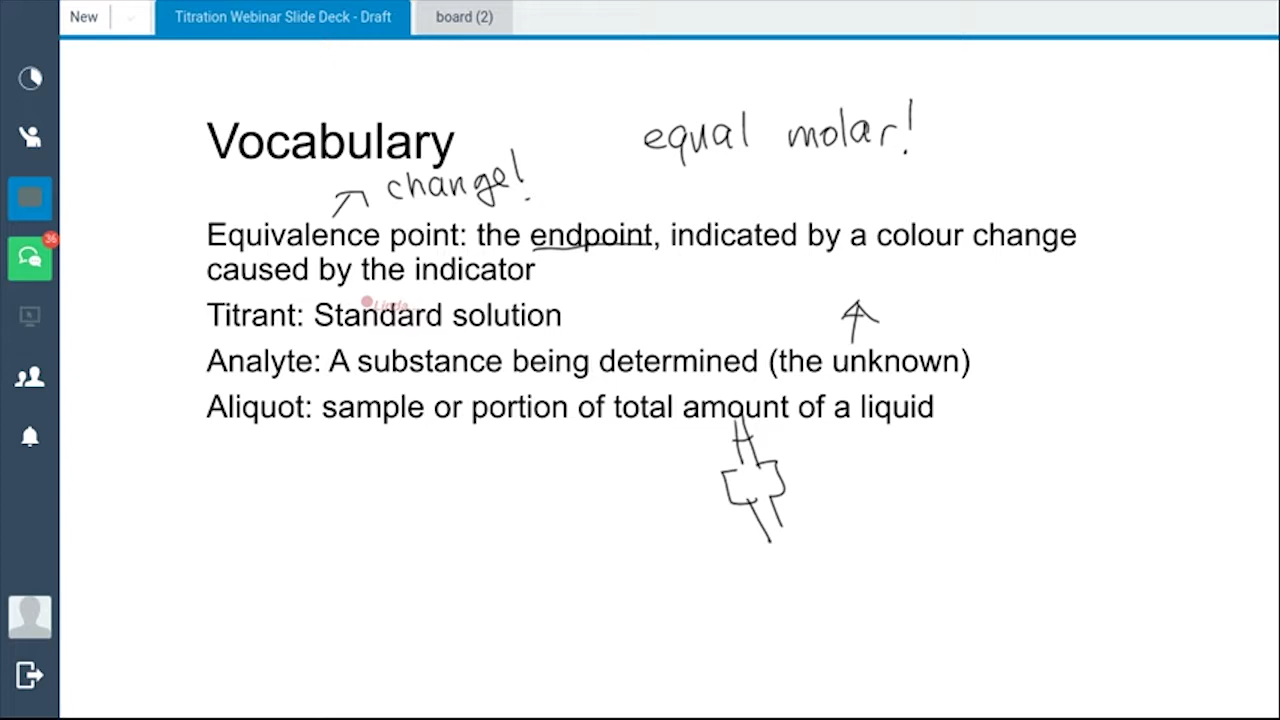 New
Titration Webinar Slide Deck - Draft
board (2)
36
Vocabulary
equal molar!
change!
Equivalence point: the endpoint, indicated by a colour change
caused by the indicator
Linda
Titrant: Standard solution
Analyte: A substance being determined (the unknown)
Aliquot: sample or portion of total amount of a liquid